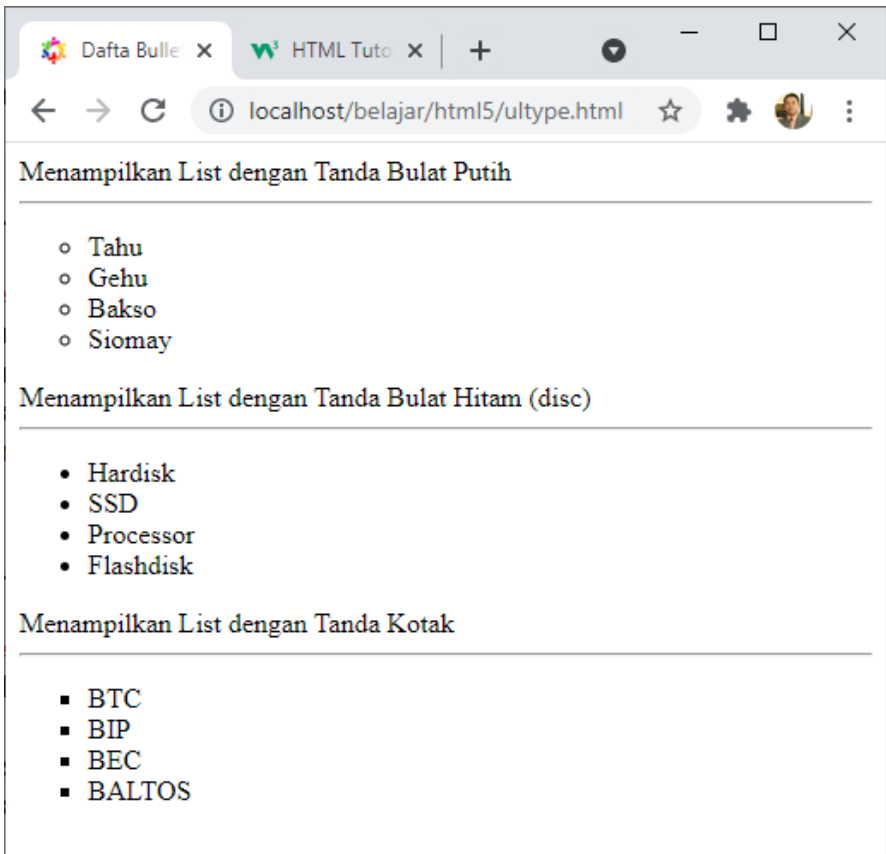 Dafta Bulle
HTML Tuto
localhost/belajar/html5/ultype.html
Menampilkan List dengan Tanda Bulat Putih
Tahu
Gehu
Bakso
Siomay
Menampilkan List dengan Tanda Bulat Hitam (disc)
Hardisk
SSD
Processor
Flashdisk
Menampilkan List dengan Tanda Kotak
BTC
BIP
BEC
BALTOS